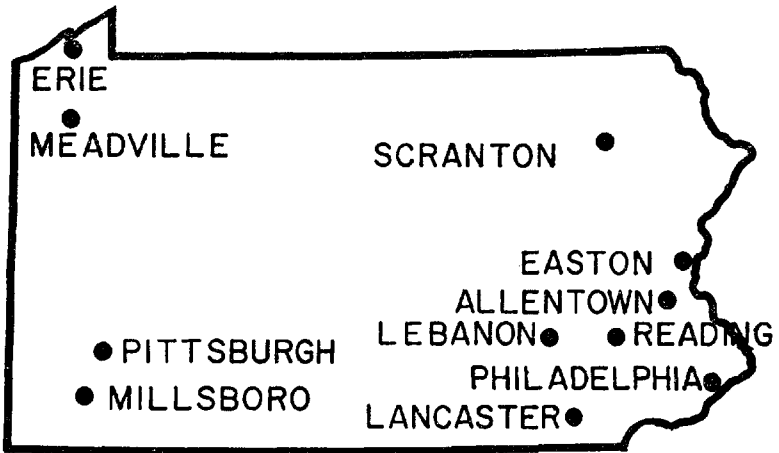 ERIE
MEADVILLE
SCRANTON
EASTON
ALLENTOWN
LEBANON
READING
PITTSBURGH
PHILADELPHIA
MILLSBORO
LANCASTER